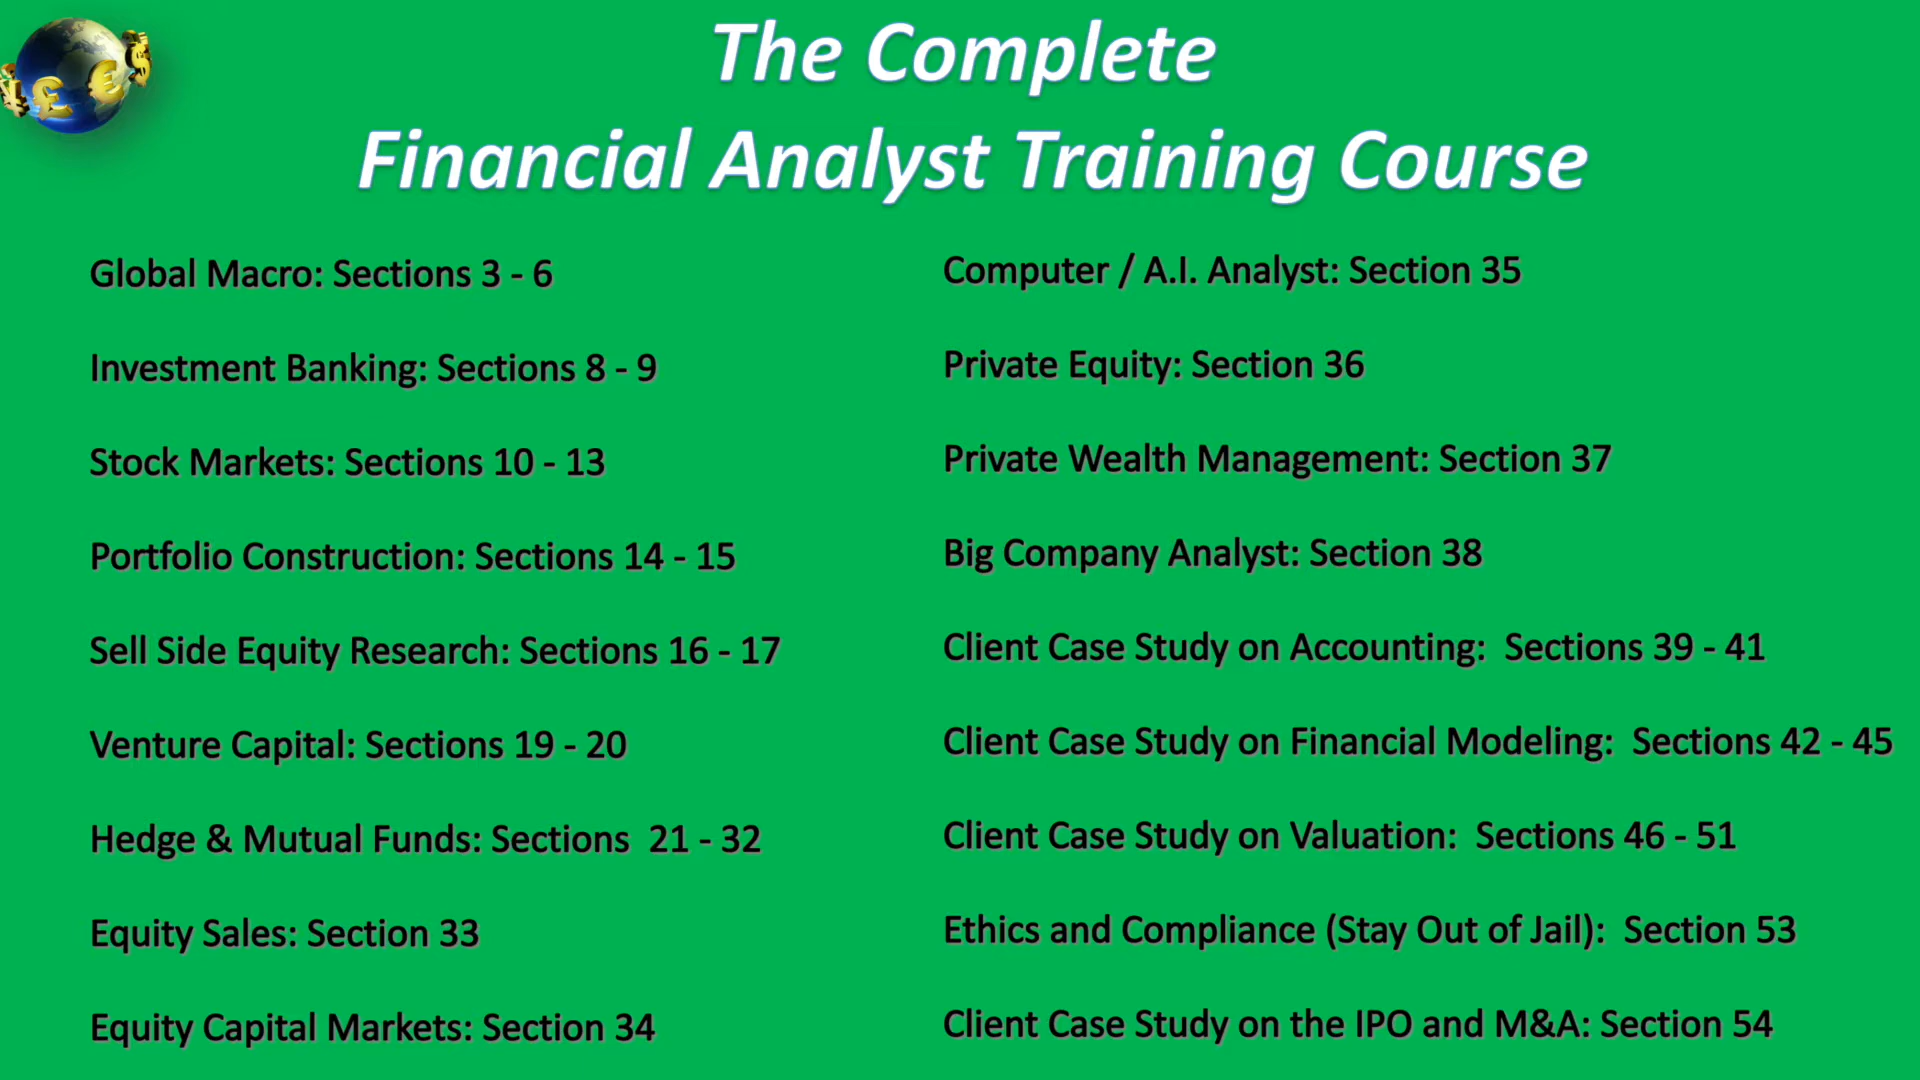 The Complete
Financial Analyst Training Course
Global Macro: Sections 3 - 6
Investment Banking: Sections 8 - 9
Stock Markets: Sections 10 - 13
Portfolio Construction: Sections 14 - 15
Sell Side Equity Research: Sections 16 - 17
Venture Capital: Sections 19 - 20
Hedge & Mutual Funds: Sections  21 - 32
Equity Sales: Section 33
Equity Capital Markets: Section 34
Computer / A.I. Analyst: Section 35
Private Equity: Section 36
Private Wealth Management: Section 37
Big Company Analyst: Section 38
Client Case Study on Accounting:  Sections 39 - 41
Client Case Study on Financial Modeling:  Sections 42 - 45
Client Case Study on Valuation:  Sections 46 - 51
Ethics and Compliance (Stay Out of Jail):  Section 53
Client Case Study on the IPO and M&A: Section 54